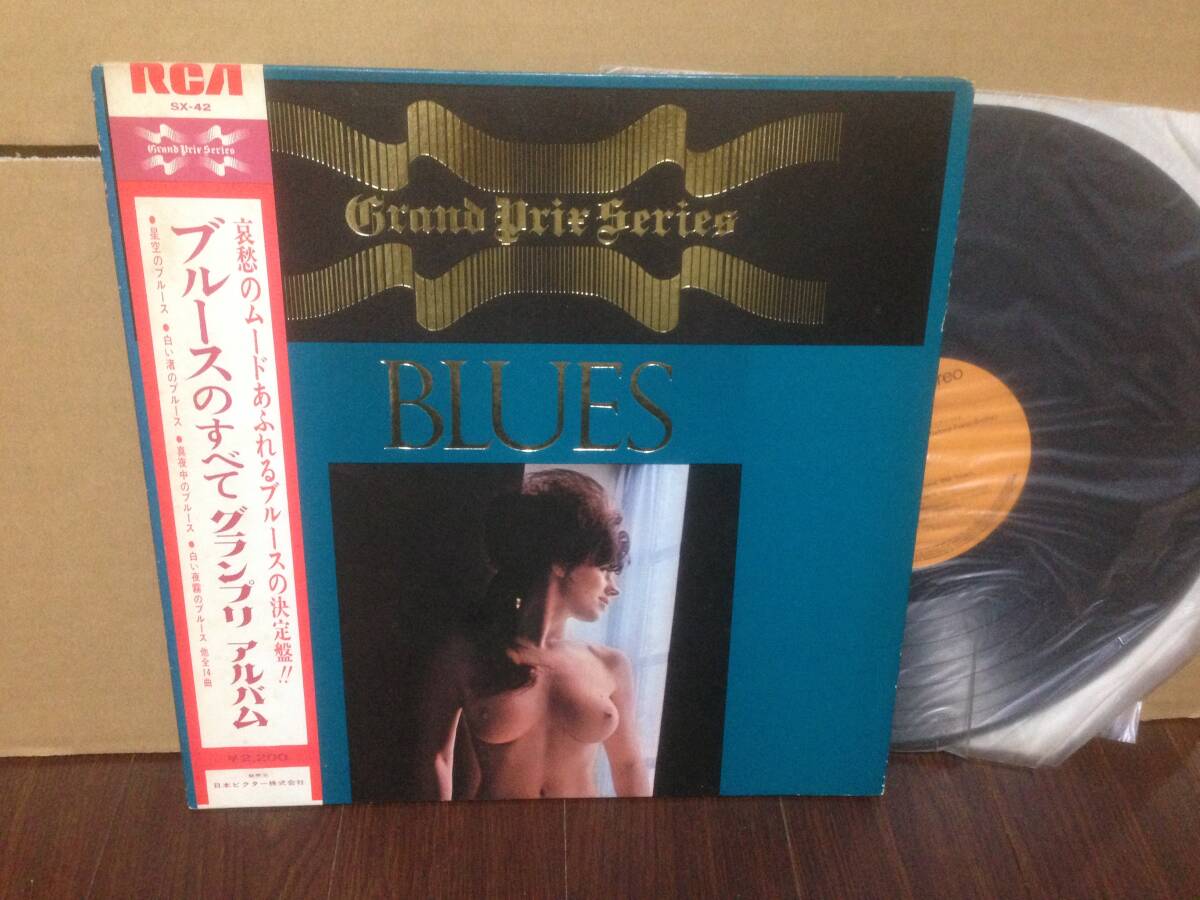 RCA
SX-42
Grand Prix Series
哀愁のムードあふれるブルースの決定盤!!
ブルースのすべて グランプリ アルバム
●星空のブルース ●白い渚のブルース ●真夜中のブルース ●白い夜霧のブルース 他全14曲
¥2,200
発売元
日本ビクター株式会社
Grand Prix Series
BLUES